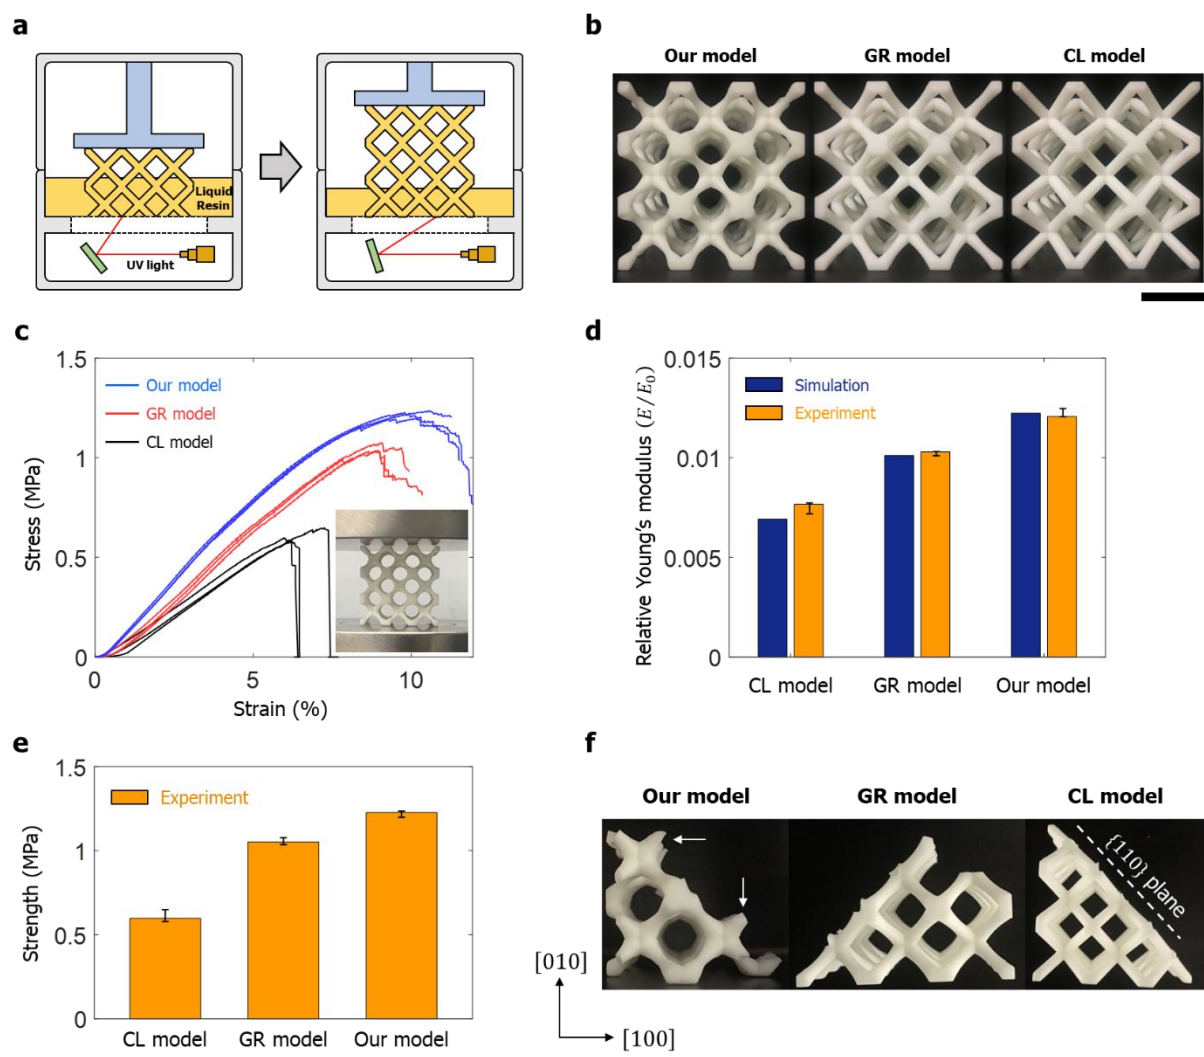 a
Liquid
Resin
UV light
b
Our model
GR model
CL model
c
1.5
1
0.5
0
0
5
10
Stress (MPa)
Strain (%)
Our model
GR model
CL model
d
0.015
0.01
0.005
0
Relative Young's modulus (E/E₀)
Simulation
Experiment
CL model
GR model
Our model
e
1.5
1
0.5
0
Strength (MPa)
Experiment
CL model
GR model
Our model
f
Our model
GR model
CL model
{110} plane
[010]
[100]